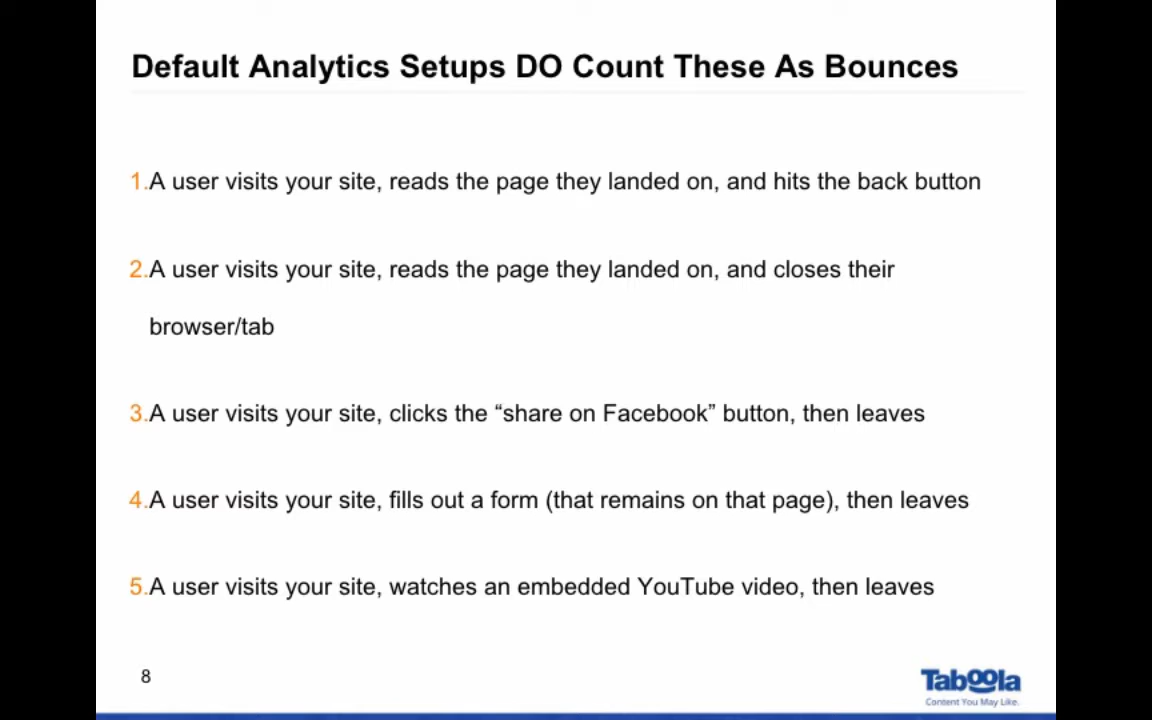 Default Analytics Setups DO Count These As Bounces
1.A user visits your site, reads the page they landed on, and hits the back button
2.A user visits your site, reads the page they landed on, and closes their
browser/tab
3.A user visits your site, clicks the “share on Facebook” button, then leaves
4.A user visits your site, fills out a form (that remains on that page), then leaves
5.A user visits your site, watches an embedded YouTube video, then leaves
8
Taboola
Content You May Like.